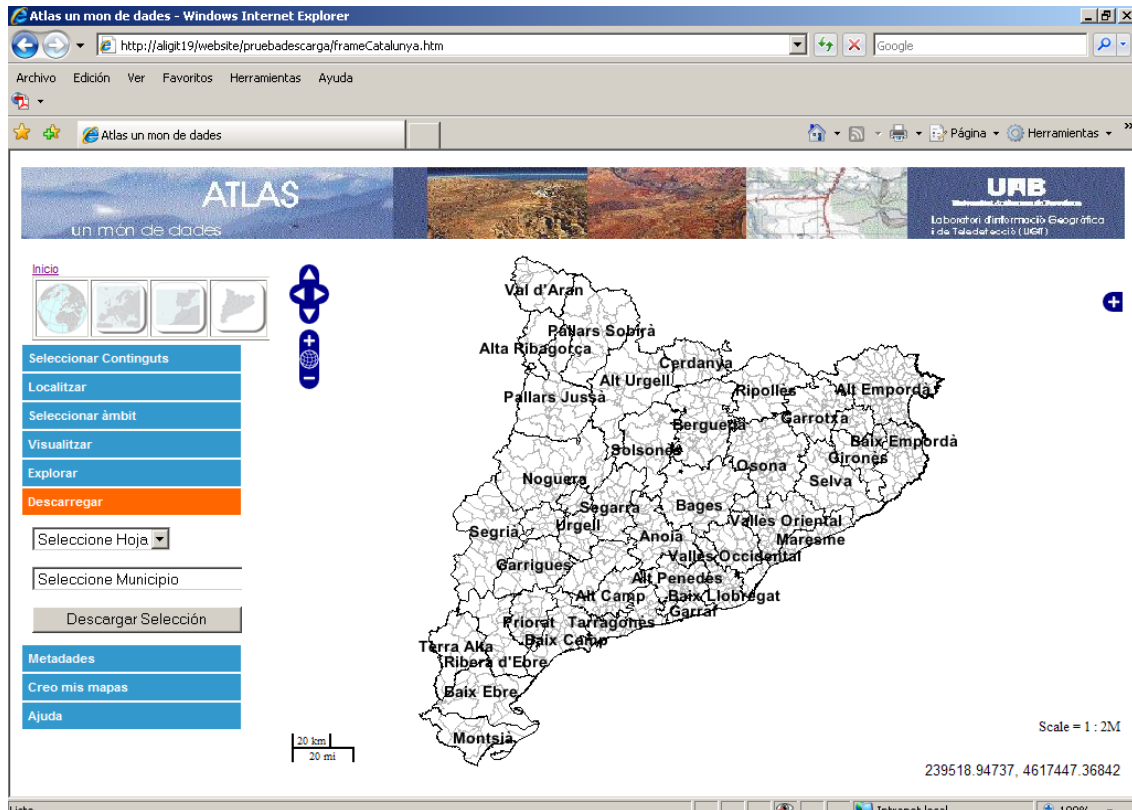 Atlas un mon de dades - Windows Internet Explorer
http://aligit19/website/pruebadescarga/frameCatalunya.htm
Google
Archivo Edición Ver Favoritos Herramientas Ayuda
Atlas un mon de dades
Página Herramientas
ATLAS
un món de dades
UAB
Laboratori d'informació Geogràfica
i de Teledetecció (LIGIT)
Inicio
Seleccionar Continguts
Localitzar
Seleccionar àmbit
Visualitzar
Explorar
Descarregar
Seleccione Hoja
Seleccione Municipio
Descargar Selección
Metadades
Creo mis mapas
Ajuda
Val d'Aran
Pallars Sobirà
Alta Ribagorça
Cerdanya
Alt Urgell
Ripollès
Alt Empordà
Pallars Jussà
Garrotxa
Berguedà
Baix Empordà
Solsonès
Gironès
Osona
Noguera
Selva
Segarra
Bages
Urgell
Vallès Oriental
Segrià
Anoia
Maresme
Vallès Occidental
Garrigues
Alt Penedès
Alt Camp
Baix Llobregat
Garraf
Priorat
Tarragonès
Baix Camp
Terra Alta
Ribera d'Ebre
Baix Ebre
Montsià
20 km
20 mi
Scale = 1 : 2M
239518.94737, 4617447.36842
Listo
Intranet local
100%